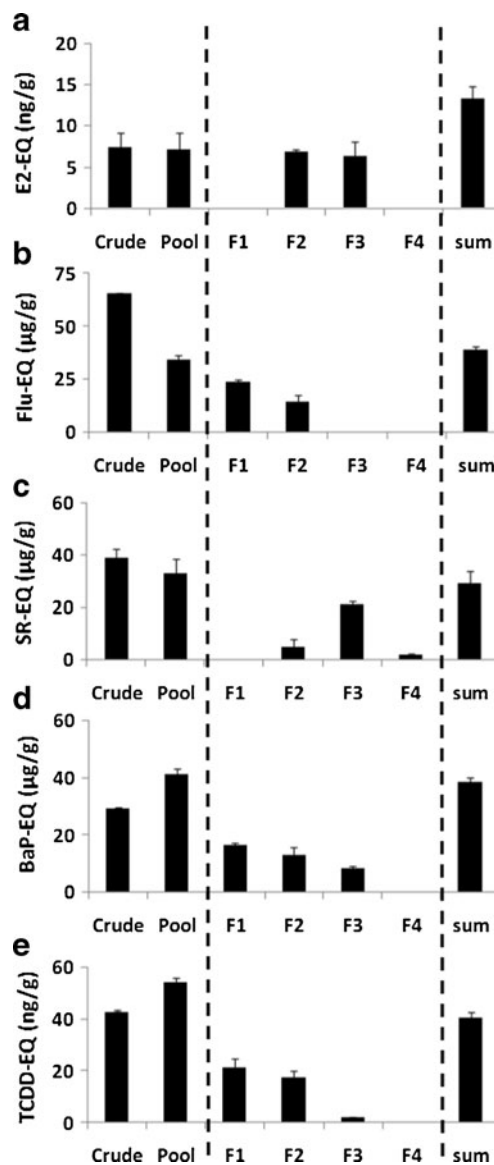 a
E2-EQ (ng/g)
20
15
10
5
0
Crude Pool F1 F2 F3 F4 sum
b
Flu-EQ (µg/g)
75
50
25
0
Crude Pool F1 F2 F3 F4 sum
c
SR-EQ (µg/g)
60
40
20
0
Crude Pool F1 F2 F3 F4 sum
d
BaP-EQ (µg/g)
60
40
20
0
Crude Pool F1 F2 F3 F4 sum
e
TCDD-EQ (ng/g)
60
40
20
0
Crude Pool F1 F2 F3 F4 sum